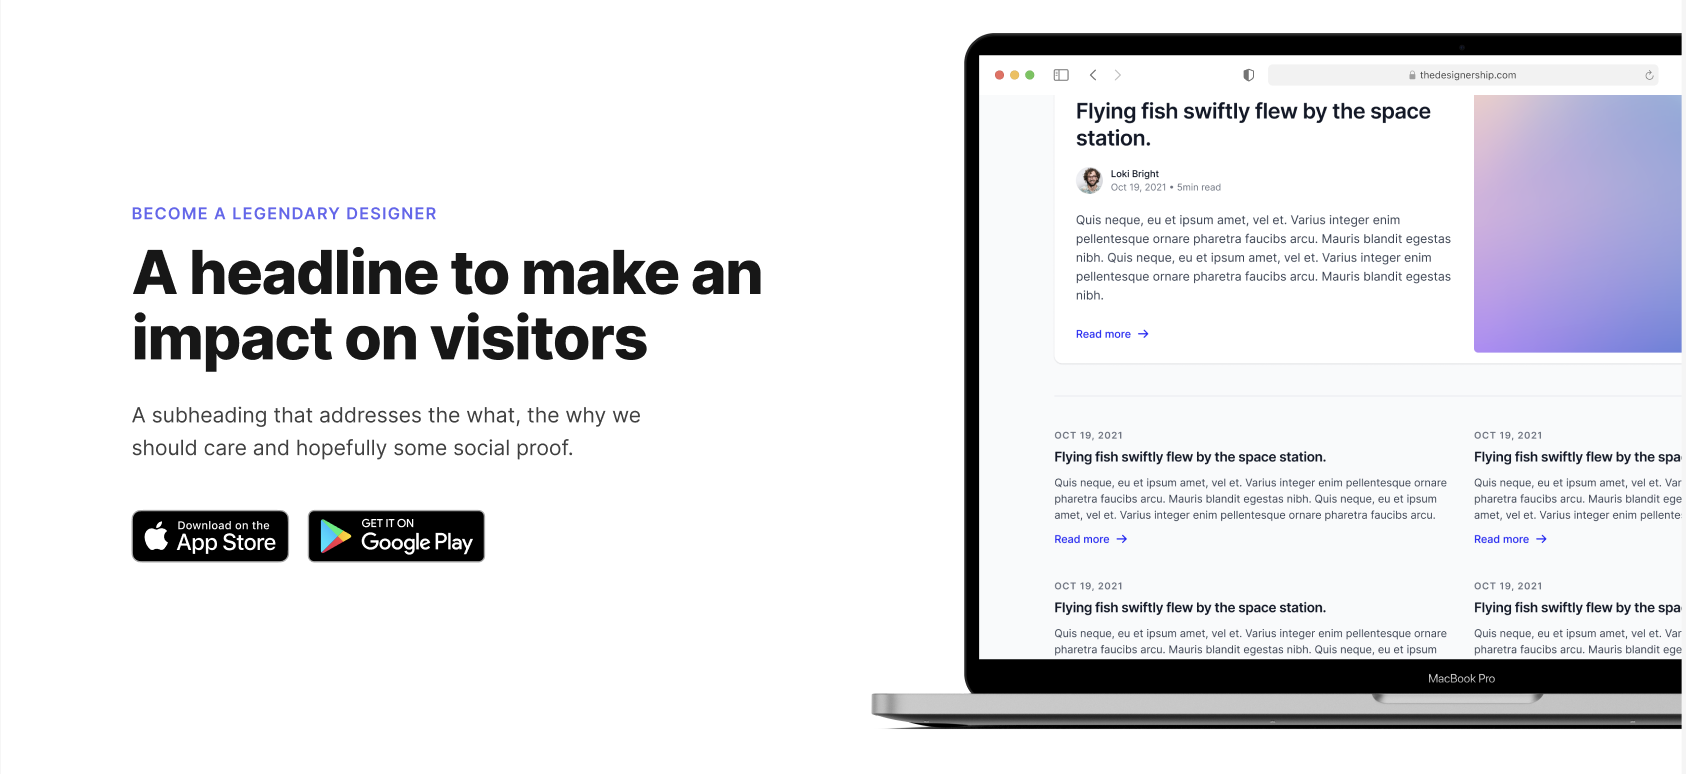 BECOME A LEGENDARY DESIGNER
A headline to make an
impact on visitors
A subheading that addresses the what, the why we
should care and hopefully some social proof.
Download on the
App Store
GET IT ON
Google Play
thedesignership.com
Flying fish swiftly flew by the space
station.
Loki Bright
Oct 19, 2021 • 5min read
Quis neque, eu et ipsum amet, vel et. Varius integer enim
pellentesque ornare pharetra faucibs arcu. Mauris blandit egestas
nibh. Quis neque, eu et ipsum amet, vel et. Varius integer enim
pellentesque ornare pharetra faucibs arcu. Mauris blandit egestas
nibh.
Read more
OCT 19, 2021
Flying fish swiftly flew by the space station.
Quis neque, eu et ipsum amet, vel et. Varius integer enim pellentesque ornare
pharetra faucibs arcu. Mauris blandit egestas nibh. Quis neque, eu et ipsum
amet, vel et. Varius integer enim pellentesque ornare pharetra faucibs arcu.
Read more
OCT 19, 2021
Flying fish swiftly flew by the spa
Quis neque, eu et ipsum amet, vel et. Var
pharetra faucibs arcu. Mauris blandit ege
amet, vel et. Varius integer enim pellente
Read more
OCT 19, 2021
Flying fish swiftly flew by the space station.
Quis neque, eu et ipsum amet, vel et. Varius integer enim pellentesque ornare
pharetra faucibs arcu. Mauris blandit egestas nibh. Quis neque, eu et ipsum
OCT 19, 2021
Flying fish swiftly flew by the spa
Quis neque, eu et ipsum amet, vel et. Var
pharetra faucibs arcu. Mauris blandit ege
MacBook Pro